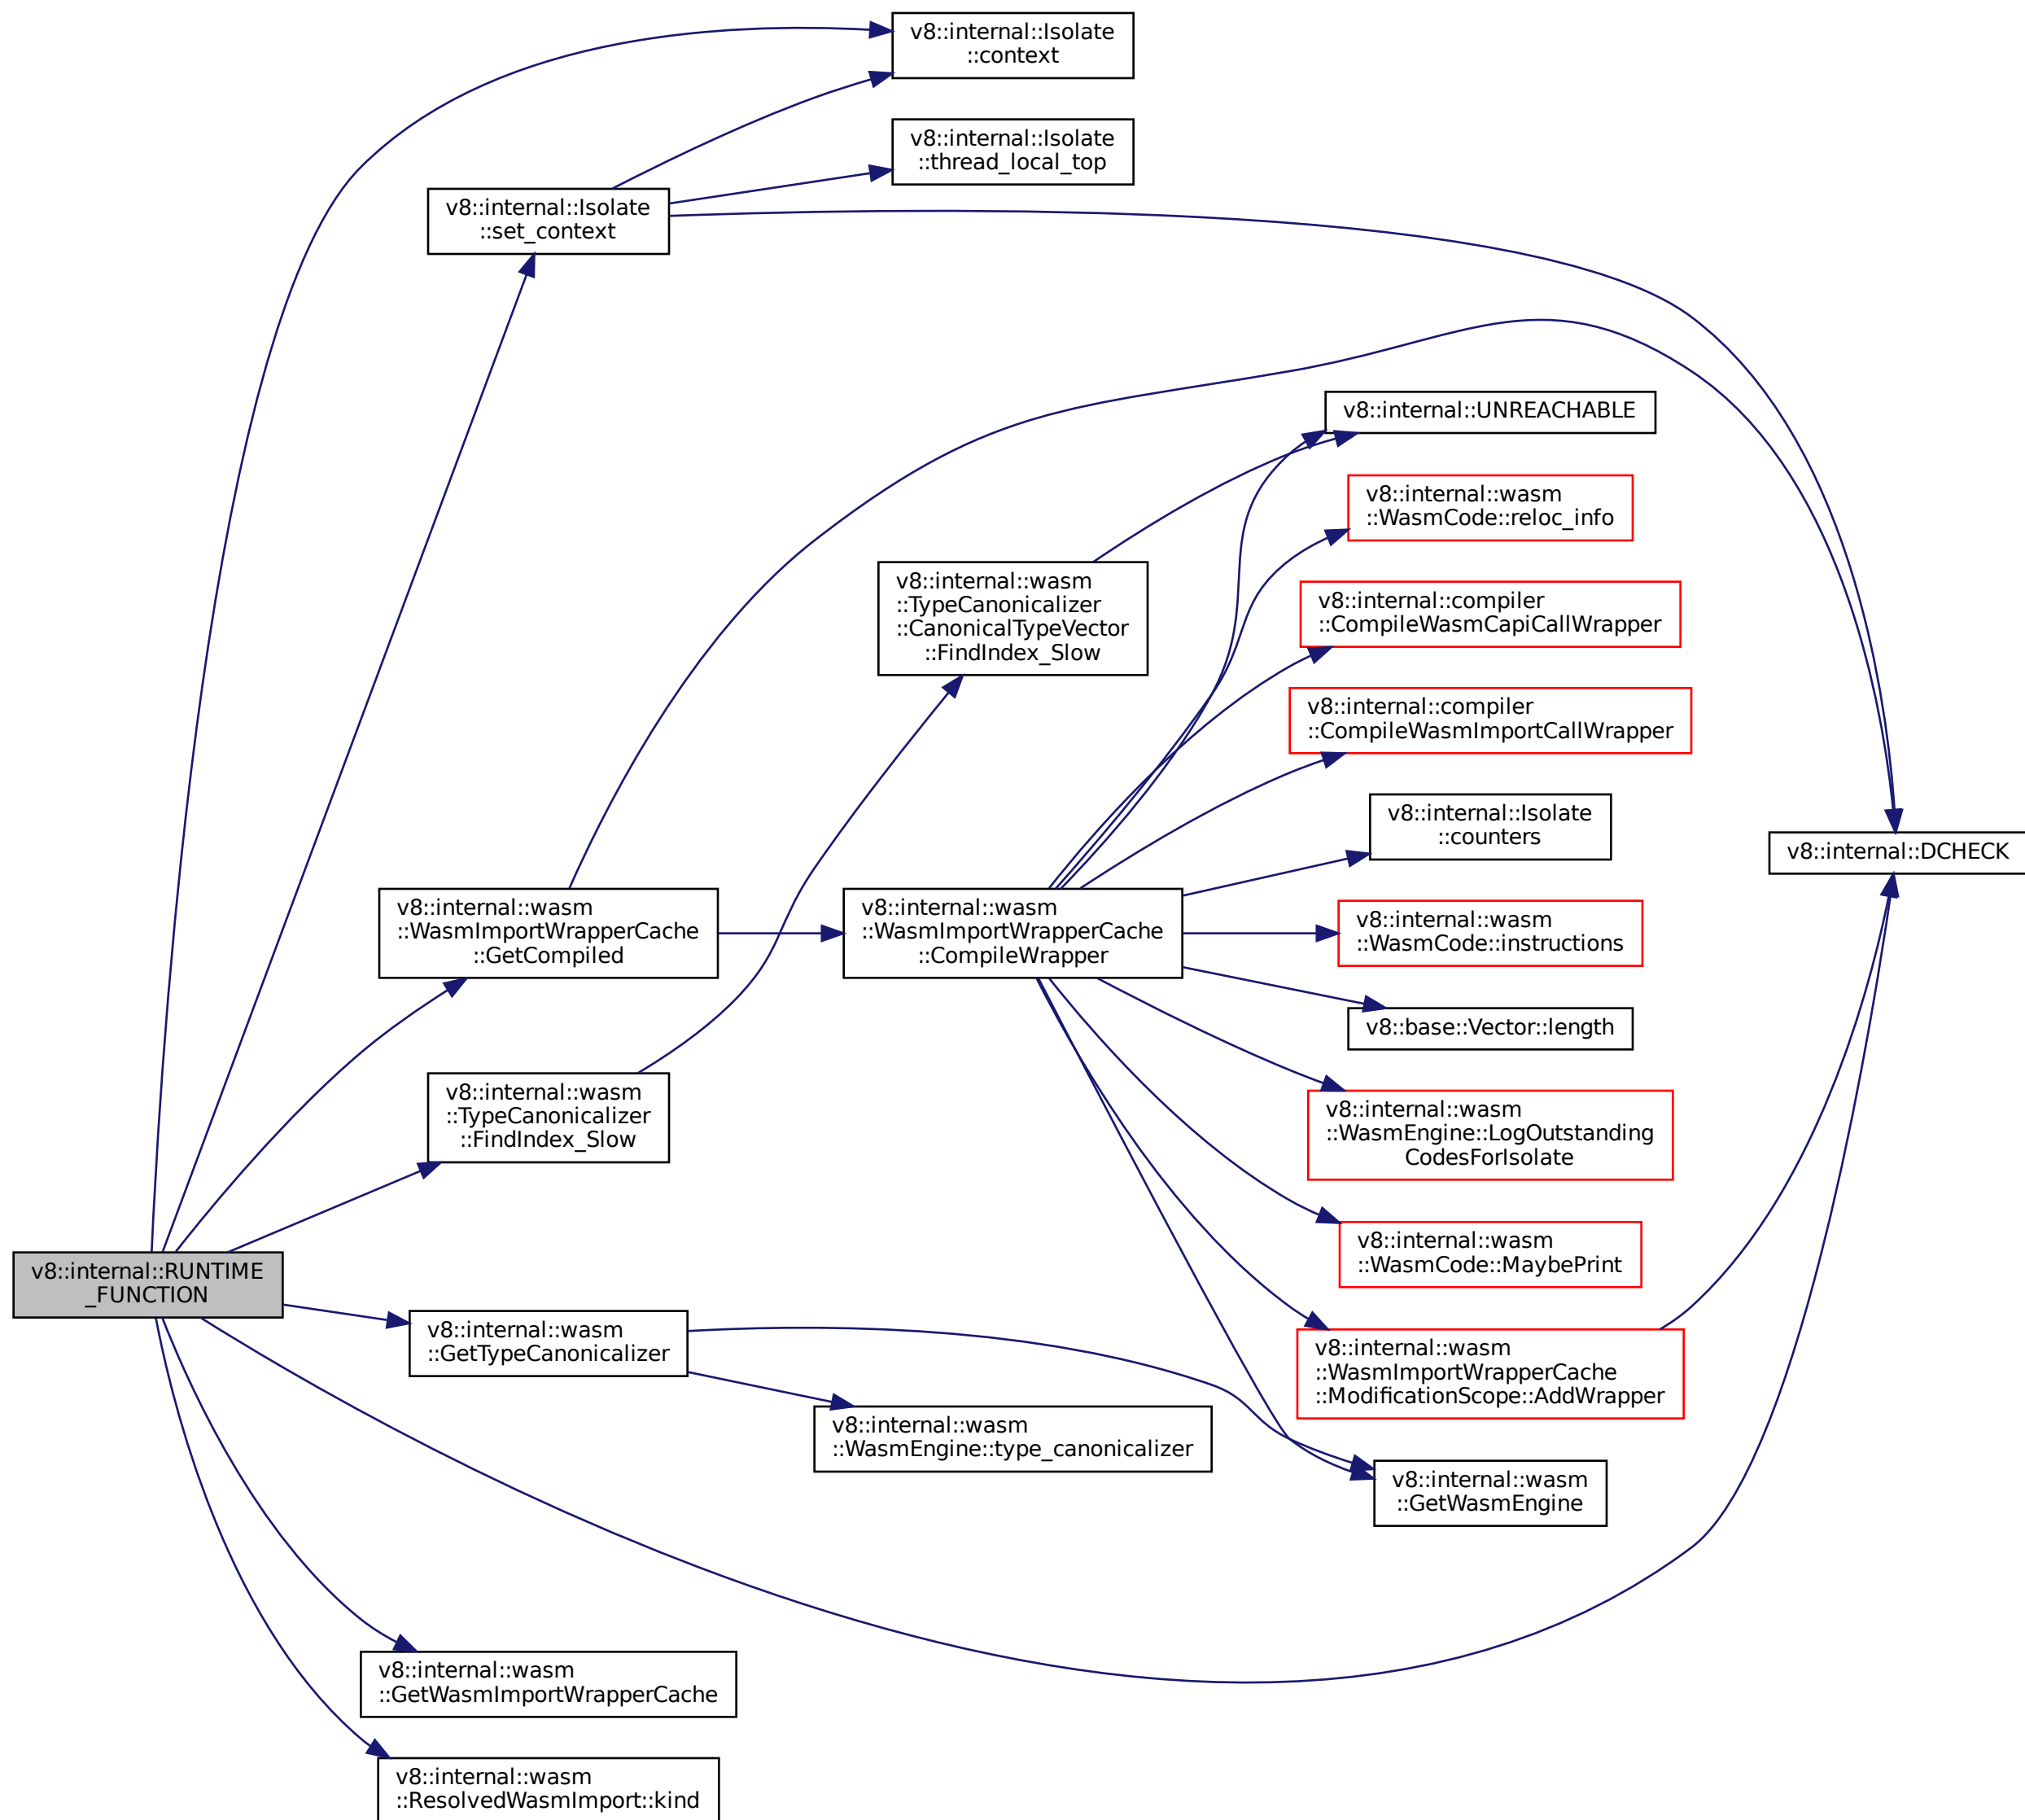 v8::internal::Isolate
::context
v8::internal::Isolate
::thread_local_top
v8::internal::Isolate
::set_context
v8::internal::UNREACHABLE
v8::internal::wasm
::WasmCode::reloc_info
v8::internal::wasm
::TypeCanonicalizer
::CanonicalTypeVector
::FindIndex_Slow
v8::internal::compiler
::CompileWasmCapiCallWrapper
v8::internal::compiler
::CompileWasmImportCallWrapper
v8::internal::Isolate
::counters
v8::internal::DCHECK
v8::internal::wasm
::WasmImportWrapperCache
::GetCompiled
v8::internal::wasm
::WasmImportWrapperCache
::CompileWrapper
v8::internal::wasm
::WasmCode::instructions
v8::base::Vector::length
v8::internal::wasm
::TypeCanonicalizer
::FindIndex_Slow
v8::internal::wasm
::WasmEngine::LogOutstanding
CodesForIsolate
v8::internal::wasm
::WasmCode::MaybePrint
v8::internal::RUNTIME
_FUNCTION
v8::internal::wasm
::GetTypeCanonicalizer
v8::internal::wasm
::WasmImportWrapperCache
::ModificationScope::AddWrapper
v8::internal::wasm
::WasmEngine::type_canonicalizer
v8::internal::wasm
::GetWasmEngine
v8::internal::wasm
::GetWasmImportWrapperCache
v8::internal::wasm
::ResolvedWasmImport::kind